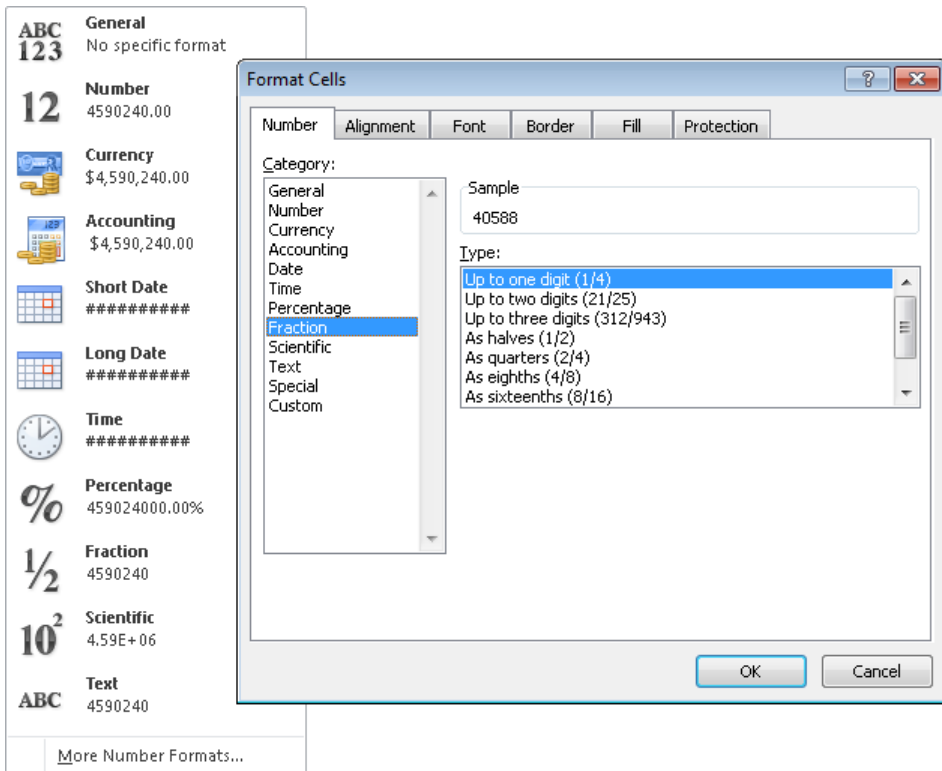 ABC
123
General
No specific format
12
Number
4590240.00
Currency
$4,590,240.00
123
Accounting
$4,590,240.00
Short Date
##########
Long Date
##########
Time
##########
%
Percentage
459024000.00%
1/2
Fraction
4590240
10²
Scientific
4.59E+06
ABC
Text
4590240
More Number Formats...
Format Cells
Number
Alignment
Font
Border
Fill
Protection
Category:
General
Number
Currency
Accounting
Date
Time
Percentage
Fraction
Scientific
Text
Special
Custom
Sample
40588
Type:
Up to one digit (1/4)
Up to two digits (21/25)
Up to three digits (312/943)
As halves (1/2)
As quarters (2/4)
As eighths (4/8)
As sixteenths (8/16)
OK
Cancel